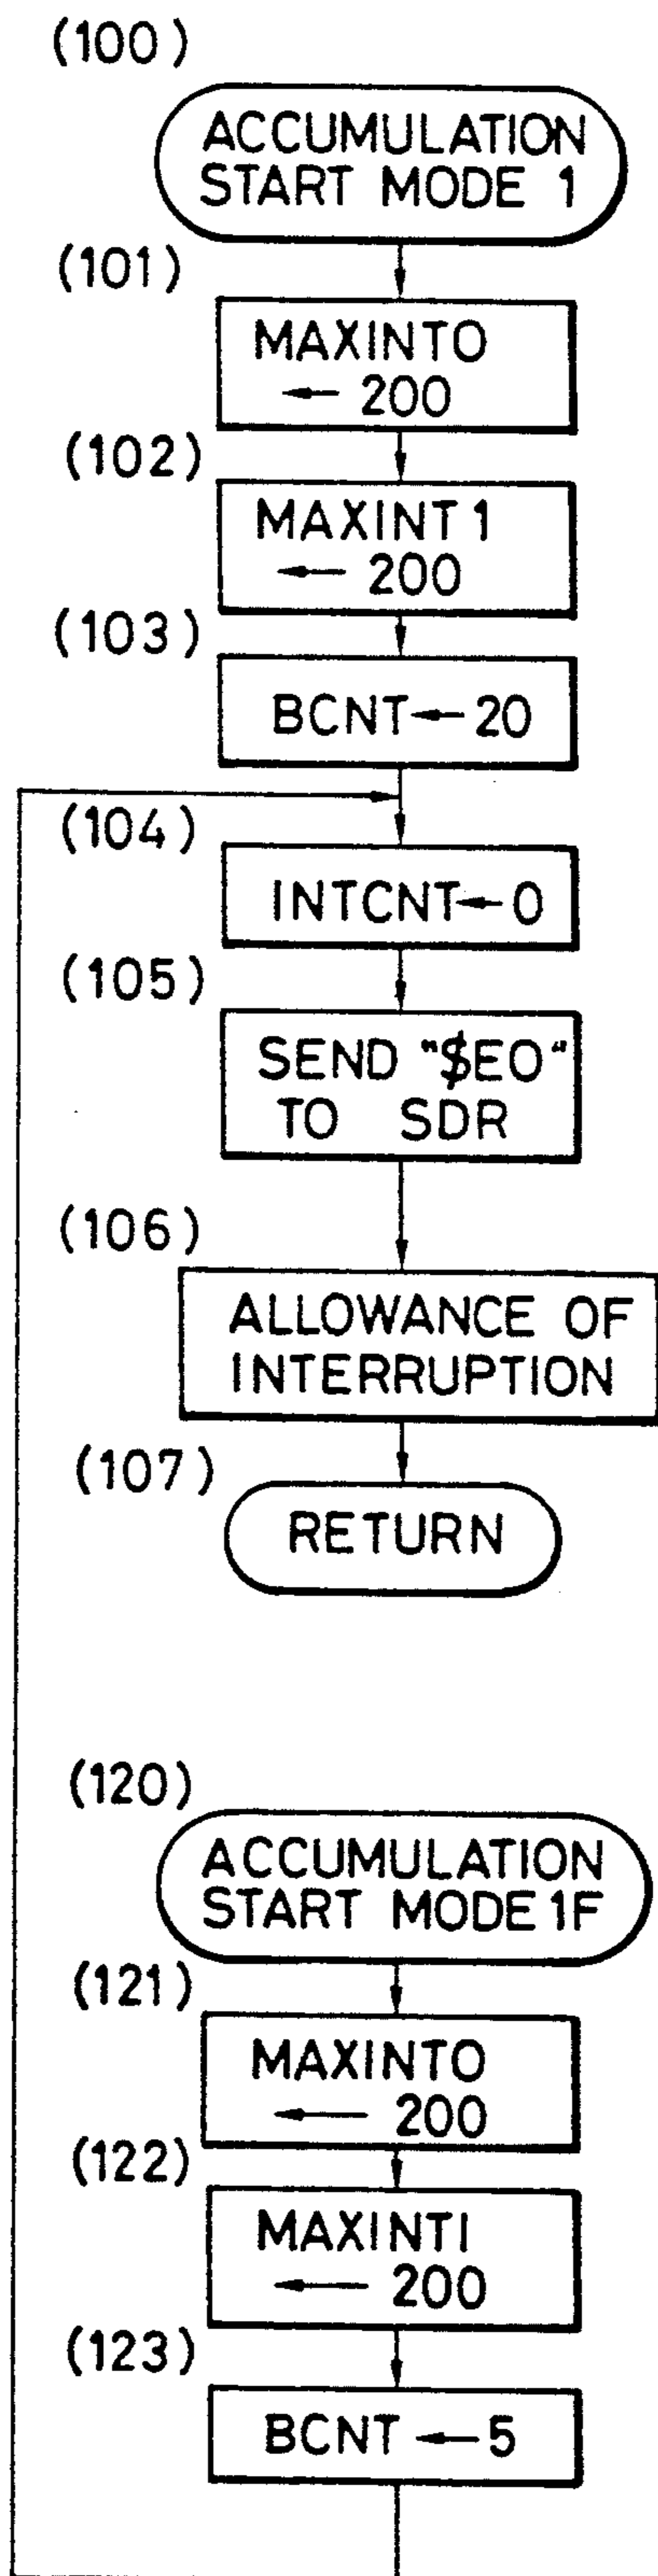 (100)
ACCUMULATION
START MODE 1
(101)
MAXINTO
← 200
(102)
MAXINT 1
← 200
(103)
BCNT ← 20
(104)
INTCNT ← 0
(105)
SEND "$EO"
TO SDR
(106)
ALLOWANCE OF
INTERRUPTION
(107)
RETURN
(120)
ACCUMULATION
START MODE 1F
(121)
MAXINTO
← 200
(122)
MAXINTI
← 200
(123)
BCNT ← 5